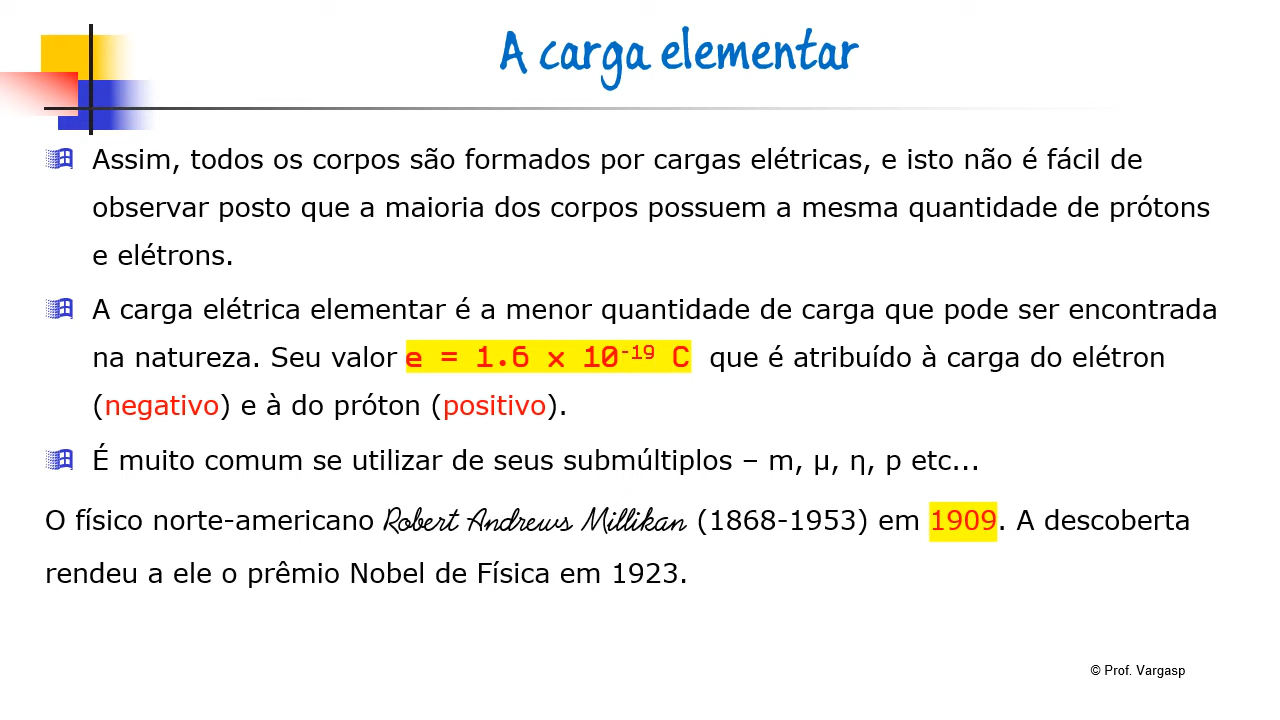 A carga elementar
Assim, todos os corpos são formados por cargas elétricas, e isto não é fácil de
observar posto que a maioria dos corpos possuem a mesma quantidade de prótons
e elétrons.
A carga elétrica elementar é a menor quantidade de carga que pode ser encontrada
na natureza. Seu valor e = 1.6 x 10⁻¹⁹ C que é atribuído à carga do elétron
(negativo) e à do próton (positivo).
É muito comum se utilizar de seus submúltiplos – m, μ, η, p etc...
O físico norte-americano Robert Andrews Millikan (1868-1953) em 1909. A descoberta
rendeu a ele o prêmio Nobel de Física em 1923.
© Prof. Vargasp